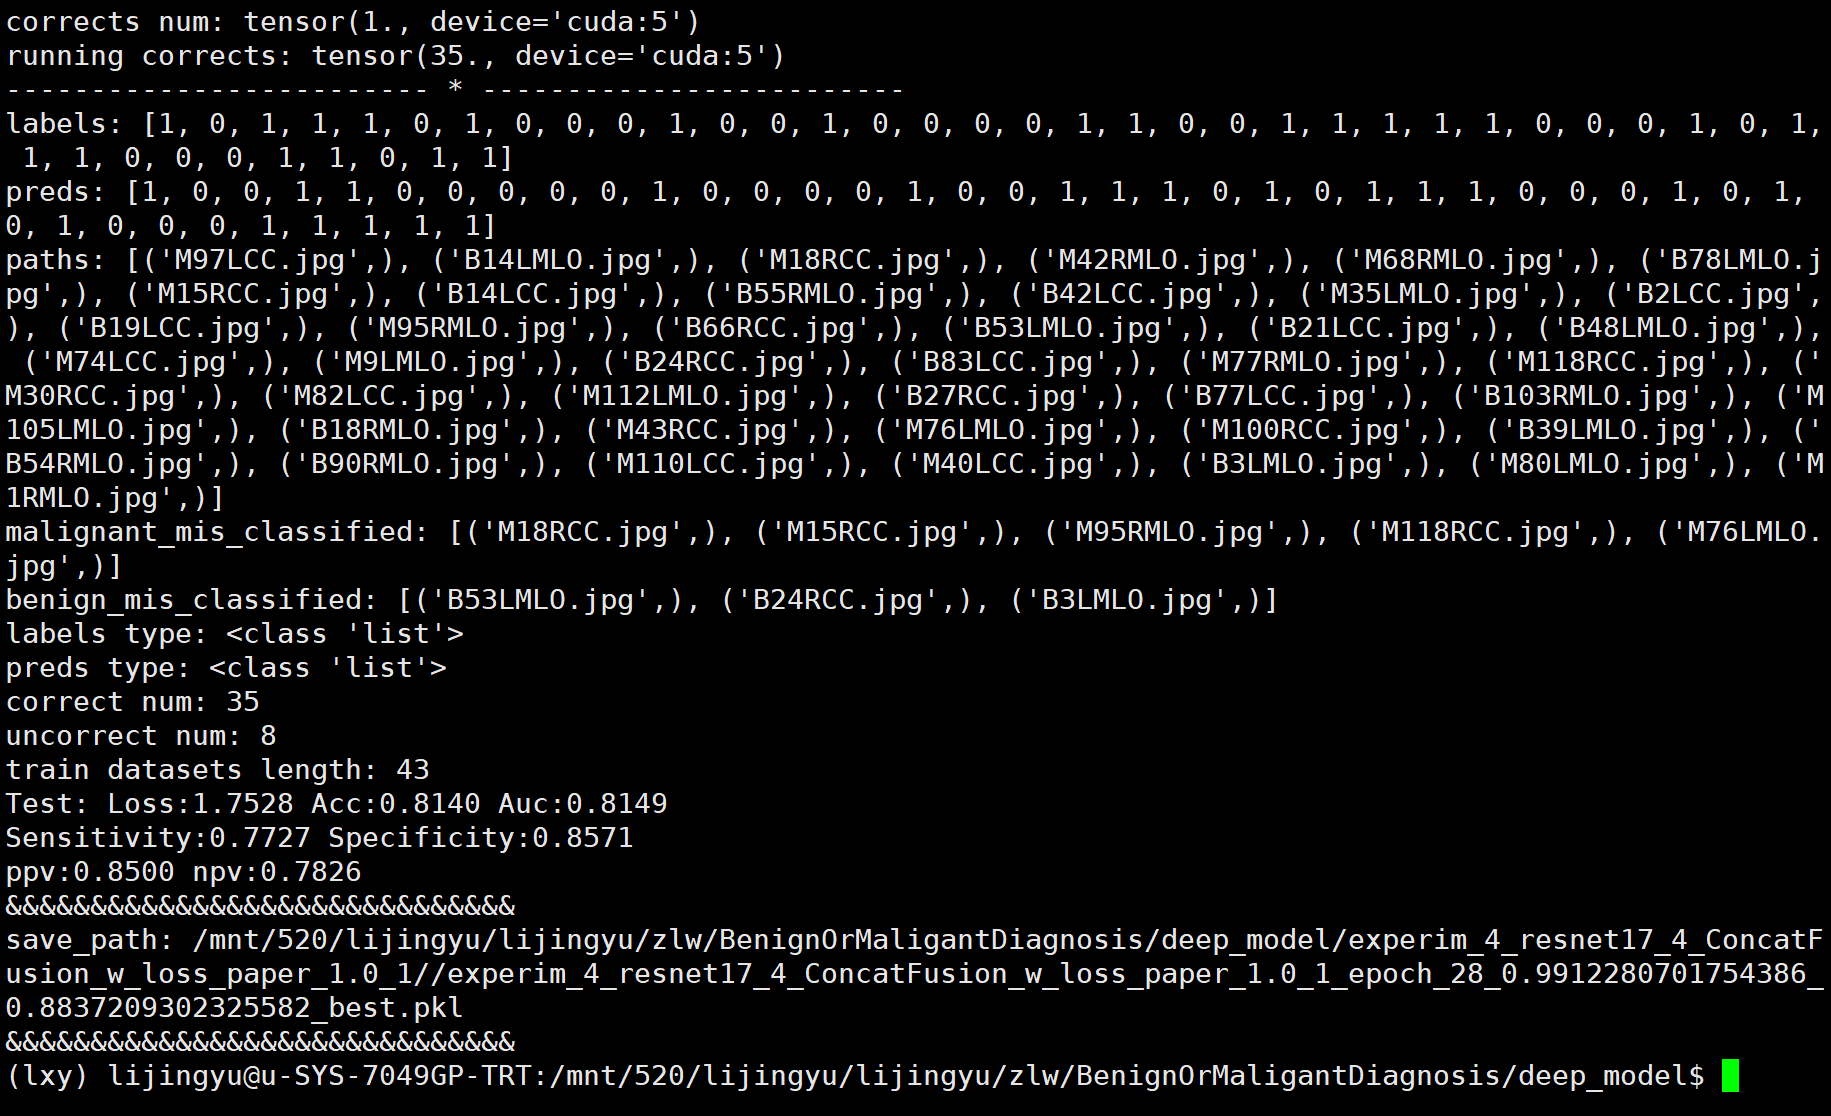 corrects num: tensor(1., device='cuda:5')
running corrects: tensor(35., device='cuda:5')
------------------------- * -------------------------
labels: [1, 0, 1, 1, 1, 0, 1, 0, 0, 0, 1, 0, 0, 1, 0, 0, 0, 0, 1, 1, 0, 0, 1, 1, 1, 1, 1, 0, 0, 0, 1, 0, 1,
 1, 1, 0, 0, 0, 1, 1, 0, 1, 1]
preds: [1, 0, 0, 1, 1, 0, 0, 0, 0, 0, 1, 0, 0, 0, 0, 1, 0, 0, 1, 1, 1, 0, 1, 0, 1, 1, 1, 0, 0, 0, 1, 0, 1,
0, 1, 0, 0, 0, 1, 1, 1, 1, 1]
paths: [('M97LCC.jpg',), ('B14LMLO.jpg',), ('M18RCC.jpg',), ('M42RMLO.jpg',), ('M68RMLO.jpg',), ('B78LMLO.j
pg',), ('M15RCC.jpg',), ('B14LCC.jpg',), ('B55RMLO.jpg',), ('B42LCC.jpg',), ('M35LMLO.jpg',), ('B2LCC.jpg',
), ('B19LCC.jpg',), ('M95RMLO.jpg',), ('B66RCC.jpg',), ('B53LMLO.jpg',), ('B21LCC.jpg',), ('B48LMLO.jpg',),
 ('M74LCC.jpg',), ('M9LMLO.jpg',), ('B24RCC.jpg',), ('B83LCC.jpg',), ('M77RMLO.jpg',), ('M118RCC.jpg',), ('
M30RCC.jpg',), ('M82LCC.jpg',), ('M112LMLO.jpg',), ('B27RCC.jpg',), ('B77LCC.jpg',), ('B103RMLO.jpg',), ('M
105LMLO.jpg',), ('B18RMLO.jpg',), ('M43RCC.jpg',), ('M76LMLO.jpg',), ('M100RCC.jpg',), ('B39LMLO.jpg',), ('
B54RMLO.jpg',), ('B90RMLO.jpg',), ('M110LCC.jpg',), ('M40LCC.jpg',), ('B3LMLO.jpg',), ('M80LMLO.jpg',), ('M
1RMLO.jpg',)]
malignant_mis_classified: [('M18RCC.jpg',), ('M15RCC.jpg',), ('M95RMLO.jpg',), ('M118RCC.jpg',), ('M76LMLO.
jpg',)]
benign_mis_classified: [('B53LMLO.jpg',), ('B24RCC.jpg',), ('B3LMLO.jpg',)]
labels type: <class 'list'>
preds type: <class 'list'>
correct num: 35
uncorrect num: 8
train datasets length: 43
Test: Loss:1.7528 Acc:0.8140 Auc:0.8149
Sensitivity:0.7727 Specificity:0.8571
ppv:0.8500 npv:0.7826
&&&&&&&&&&&&&&&&&&&&&&&&&&&&&&
save_path: /mnt/520/lijingyu/lijingyu/zlw/BenignOrMaligantDiagnosis/deep_model/experim_4_resnet17_4_ConcatF
usion_w_loss_paper_1.0_1//experim_4_resnet17_4_ConcatFusion_w_loss_paper_1.0_1_epoch_28_0.9912280701754386_
0.8837209302325582_best.pkl
&&&&&&&&&&&&&&&&&&&&&&&&&&&&&&
(lxy) lijingyu@u-SYS-7049GP-TRT:/mnt/520/lijingyu/lijingyu/zlw/BenignOrMaligantDiagnosis/deep_model$